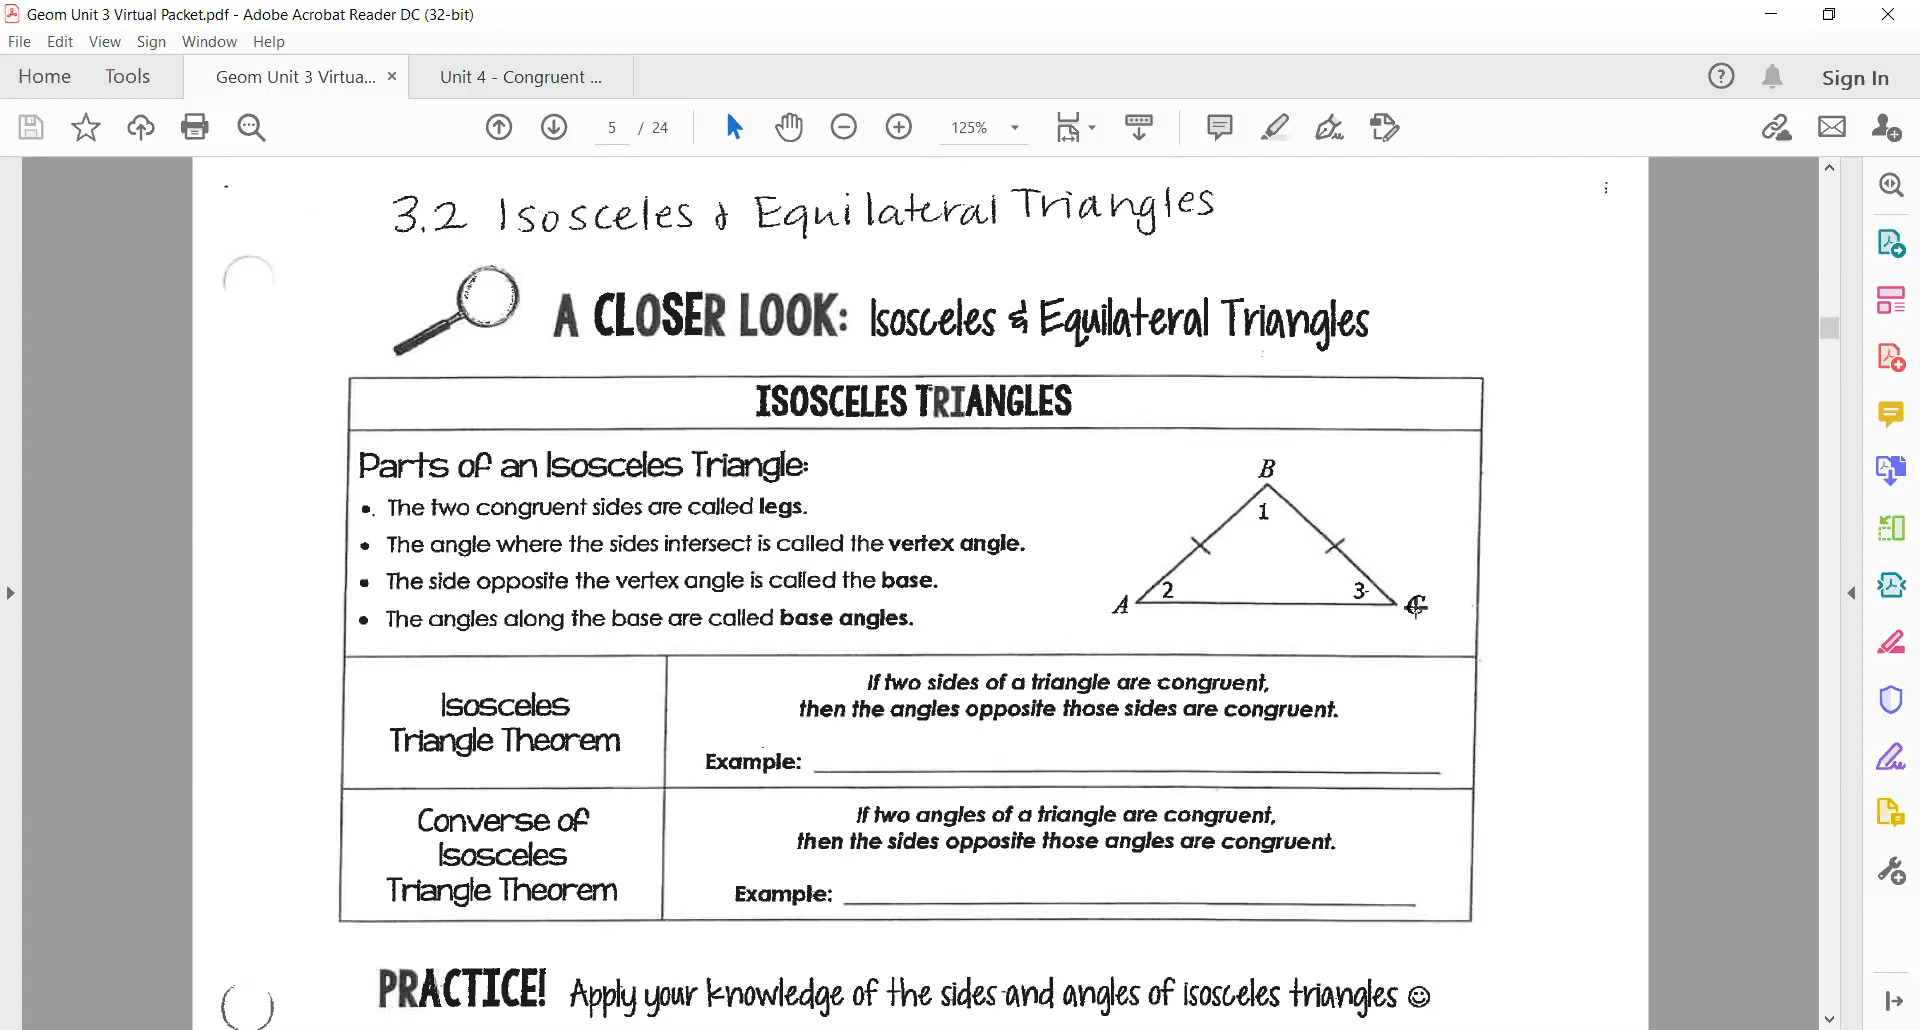 Geom Unit 3 Virtual Packet.pdf - Adobe Acrobat Reader DC (32-bit)
File Edit View Sign Window Help
Home Tools Geom Unit 3 Virtua... × Unit 4 - Congruent ... Sign In
5 / 24 125%
3.2 Isosceles & Equilateral Triangles
A CLOSER LOOK: Isosceles & Equilateral Triangles
ISOSCELES TRIANGLES
Parts of an Isosceles Triangle:
• The two congruent sides are called legs.
• The angle where the sides intersect is called the vertex angle.
• The side opposite the vertex angle is called the base.
• The angles along the base are called base angles.
B
1
2
3
A
C
Isosceles
Triangle Theorem
If two sides of a triangle are congruent,
then the angles opposite those sides are congruent.
Example:
Converse of
Isosceles
Triangle Theorem
If two angles of a triangle are congruent,
then the sides opposite those angles are congruent.
Example:
PRACTICE! Apply your knowledge of the sides and angles of isosceles triangles ☺